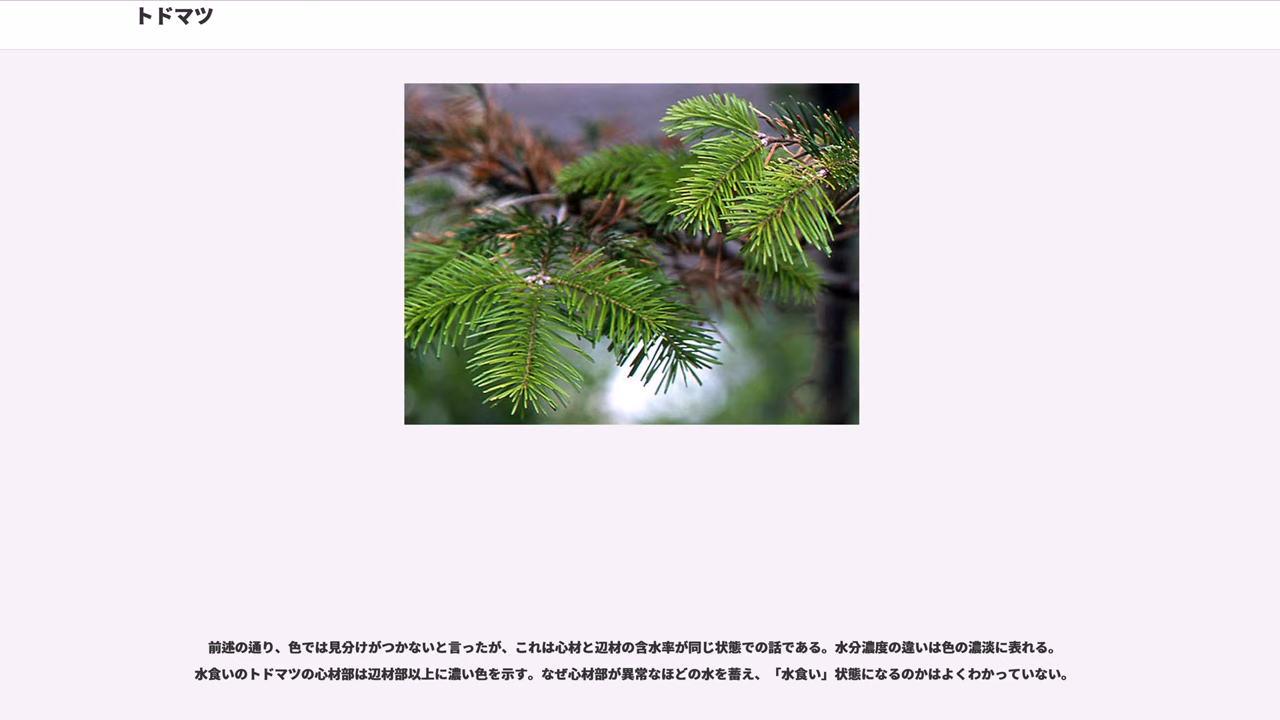 トドマツ
前述の通り、色では見分けがつかないと言ったが、これは心材と辺材の含水率が同じ状態での話である。水分濃度の違いは色の濃淡に表れる。
水食いのトドマツの心材部は辺材部以上に濃い色を示す。なぜ心材部が異常なほどの水を蓄え、「水食い」状態になるのかはよくわかっていない。